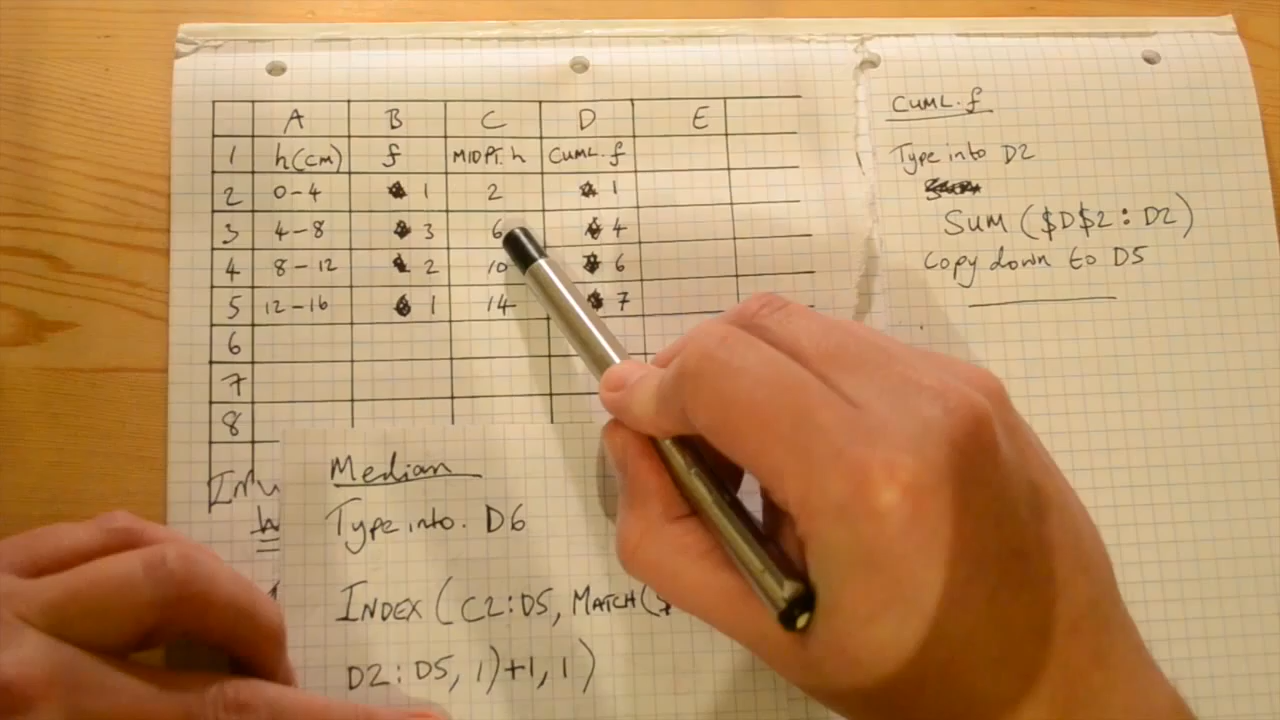 A B C D E
1 h(cm) f MIDPT. h CUML. f
2 0-4 1 2 1
3 4-8 3 6 4
4 8-12 2 10 6
5 12-16 1 14 7
6
7
8
Median
Type into. D6
INDEX (C2:D5, MATCH($
D2:D5, 1)+1, 1)
CUML. f
Type into D2
SUM ($D$2:D2)
Copy down to D5